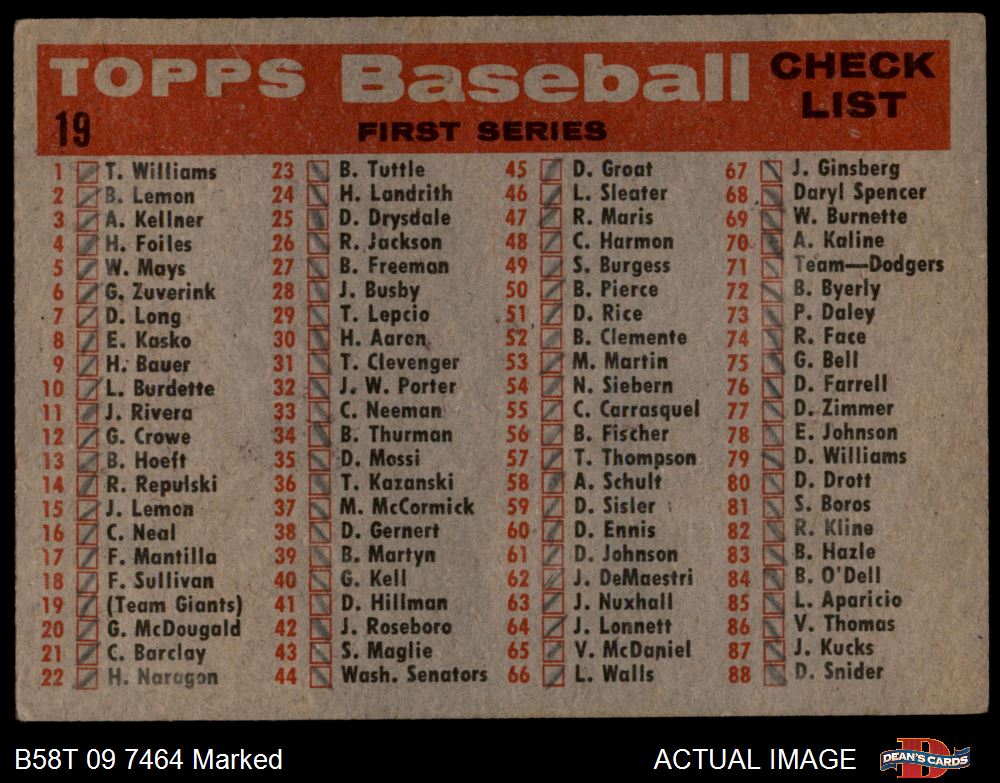 TOPPS Baseball CHECK LIST
19 FIRST SERIES
1 T. Williams
2 B. Lemon
3 A. Kellner
4 H. Foiles
5 W. Mays
6 G. Zuverink
7 D. Long
8 E. Kasko
9 H. Bauer
10 L. Burdette
11 J. Rivera
12 G. Crowe
13 B. Hoeft
14 R. Repulski
15 J. Lemon
16 C. Neal
17 F. Mantilla
18 F. Sullivan
19 (Team Giants)
20 G. McDougald
21 C. Barclay
22 H. Naragon
23 B. Tuttle
24 H. Landrith
25 D. Drysdale
26 R. Jackson
27 B. Freeman
28 J. Busby
29 T. Lepcio
30 H. Aaron
31 T. Clevenger
32 J. W. Porter
33 C. Neeman
34 B. Thurman
35 D. Mossi
36 T. Kazanski
37 M. McCormick
38 D. Gernert
39 B. Martyn
40 G. Kell
41 D. Hillman
42 J. Roseboro
43 S. Maglie
44 Wash. Senators
45 D. Groat
46 L. Sleater
47 R. Maris
48 C. Harmon
49 S. Burgess
50 B. Pierce
51 D. Rice
52 B. Clemente
53 M. Martin
54 N. Siebern
55 C. Carrasquel
56 B. Fischer
57 T. Thompson
58 A. Schult
59 D. Sisler
60 D. Ennis
61 D. Johnson
62 J. DeMaestri
63 J. Nuxhall
64 J. Lonnett
65 V. McDaniel
66 L. Walls
67 J. Ginsberg
68 Daryl Spencer
69 W. Burnette
70 A. Kaline
71 Team—Dodgers
72 B. Byerly
73 P. Daley
74 R. Face
75 G. Bell
76 D. Farrell
77 D. Zimmer
78 E. Johnson
79 D. Williams
80 D. Drott
81 S. Boros
82 R. Kline
83 B. Hazle
84 B. O'Dell
85 L. Aparicio
86 V. Thomas
87 J. Kucks
88 D. Snider
B58T 09 7464 Marked
ACTUAL IMAGE
D DEAN'S CARDS